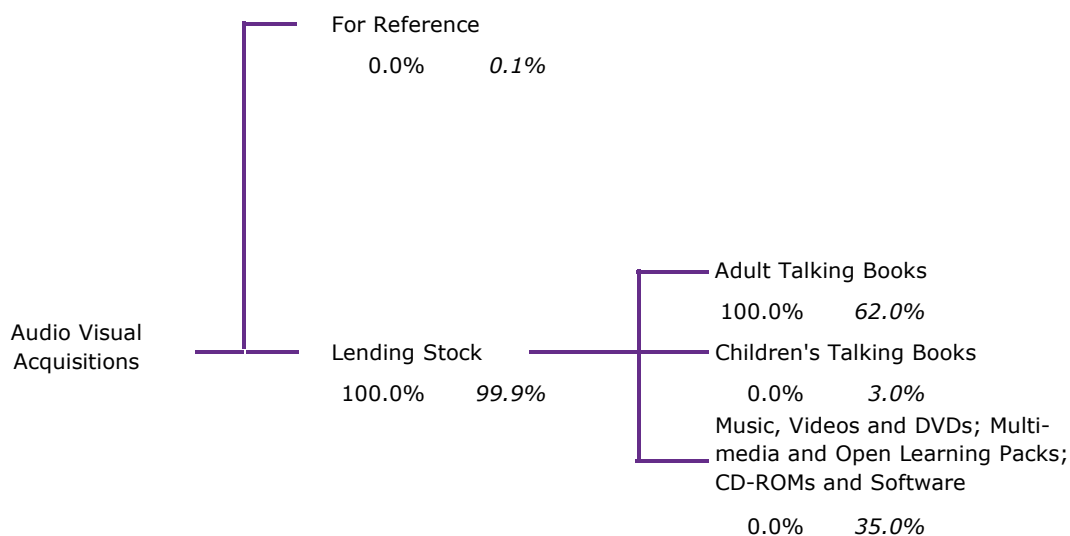 For Reference
0.0% 0.1%
Audio Visual
Acquisitions
Lending Stock
100.0% 99.9%
Adult Talking Books
100.0% 62.0%
Children's Talking Books
0.0% 3.0%
Music, Videos and DVDs; Multi-
media and Open Learning Packs;
CD-ROMs and Software
0.0% 35.0%